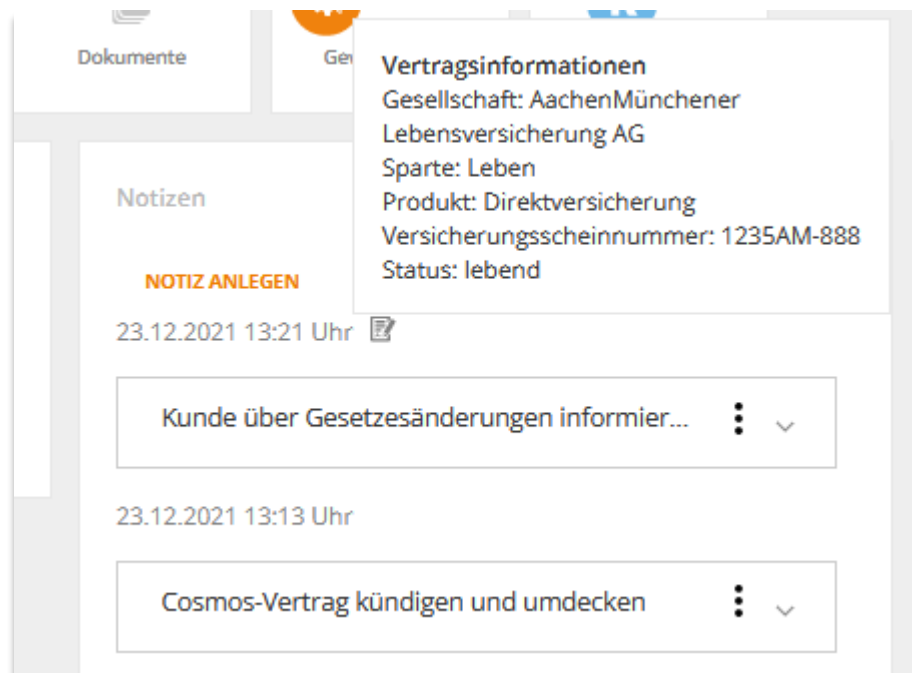 Dokumente
Vertragsinformationen
Gesellschaft: AachenMünchener
Lebensversicherung AG
Sparte: Leben
Produkt: Direktversicherung
Versicherungsscheinnummer: 1235AM-888
Status: lebend
Notizen
NOTIZ ANLEGEN
23.12.2021 13:21 Uhr
Kunde über Gesetzesänderungen informier...
23.12.2021 13:13 Uhr
Cosmos-Vertrag kündigen und umdecken